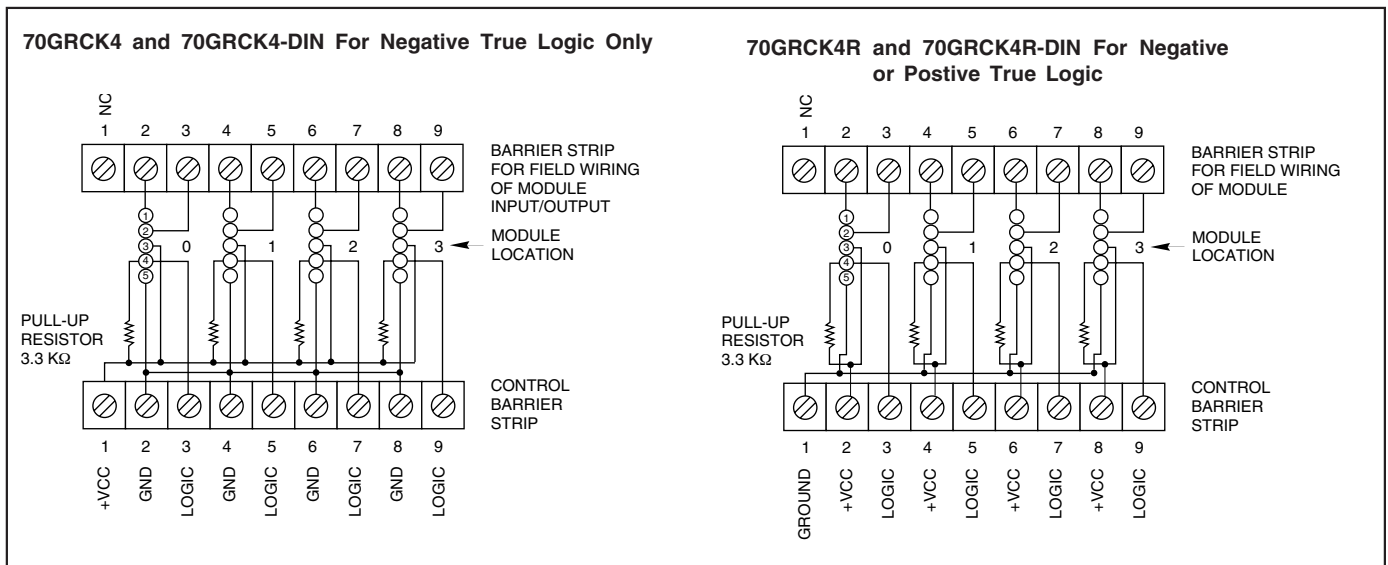 70GRCK4 and 70GRCK4-DIN For Negative True Logic Only
NC
1 2 3 4 5 6 7 8 9
BARRIER STRIP
FOR FIELD WIRING
OF MODULE
INPUT/OUTPUT
1
2
3
4
5
0 1 2 3
MODULE
LOCATION
PULL-UP
RESISTOR
3.3 KΩ
CONTROL
BARRIER
STRIP
1 2 3 4 5 6 7 8 9
+VCC GND LOGIC GND LOGIC GND LOGIC GND LOGIC
70GRCK4R and 70GRCK4R-DIN For Negative
or Postive True Logic
NC
1 2 3 4 5 6 7 8 9
BARRIER STRIP
FOR FIELD WIRING
OF MODULE
1
2
3
4
5
0 1 2 3
MODULE
LOCATION
PULL-UP
RESISTOR
3.3 KΩ
CONTROL
BARRIER
STRIP
1 2 3 4 5 6 7 8 9
GROUND +VCC LOGIC +VCC LOGIC +VCC LOGIC +VCC LOGIC